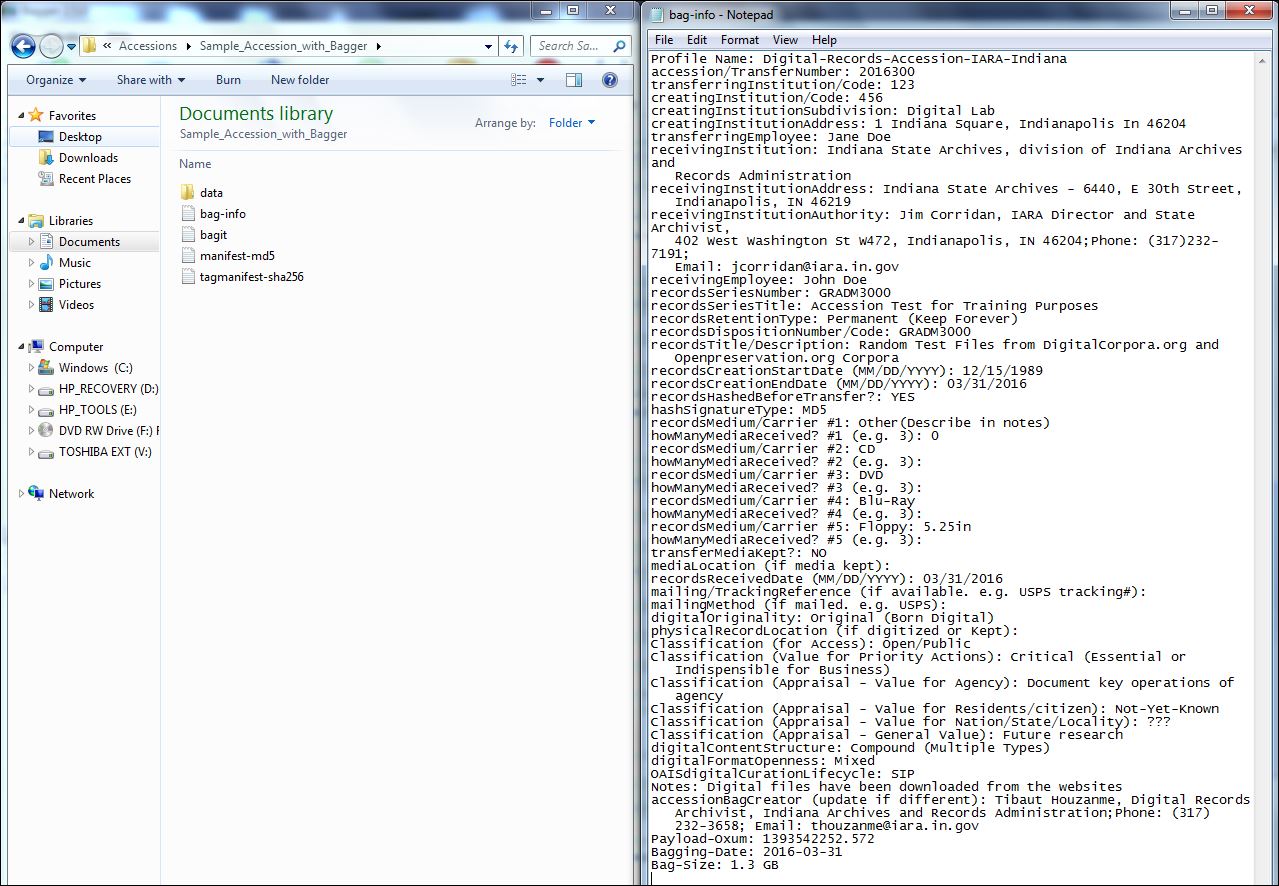 « Accessions ▸ Sample_Accession_with_Bagger ▸
Search Sa...
Organize
Share with
Burn
New folder
Favorites
Desktop
Downloads
Recent Places
Libraries
Documents
Music
Pictures
Videos
Computer
Windows (C:)
HP_RECOVERY (D:)
HP_TOOLS (E:)
DVD RW Drive (F:) F
TOSHIBA EXT (V:)
Network
Documents library
Sample_Accession_with_Bagger
Arrange by: Folder
Name
data
bag-info
bagit
manifest-md5
tagmanifest-sha256
bag-info - Notepad
File Edit Format View Help
Profile Name: Digital-Records-Accession-IARA-Indiana
accession/TransferNumber: 2016300
transferringInstitution/Code: 123
creatingInstitution/Code: 456
creatingInstitutionSubdivision: Digital Lab
creatingInstitutionAddress: 1 Indiana Square, Indianapolis In 46204
transferringEmployee: Jane Doe
receivingInstitution: Indiana State Archives, division of Indiana Archives
and
Records Administration
receivingInstitutionAddress: Indiana State Archives - 6440, E 30th Street,
Indianapolis, IN 46219
receivingInstitutionAuthority: Jim Corridan, IARA Director and State
Archivist,
402 West Washington St W472, Indianapolis, IN 46204;Phone: (317)232-
7191;
Email: jcorridan@iara.in.gov
receivingEmployee: John Doe
recordsSeriesNumber: GRADM3000
recordsSeriesTitle: Accession Test for Training Purposes
recordsRetentionType: Permanent (Keep Forever)
recordsDispositionNumber/Code: GRADM3000
recordsTitle/Description: Random Test Files from DigitalCorpora.org and
Openpreservation.org Corpora
recordsCreationStartDate (MM/DD/YYYY): 12/15/1989
recordsCreationEndDate (MM/DD/YYYY): 03/31/2016
recordsHashedBeforeTransfer?: YES
hashSignatureType: MD5
recordsMedium/Carrier #1: Other(Describe in notes)
howManyMediaReceived? #1 (e.g. 3): 0
recordsMedium/Carrier #2: CD
howManyMediaReceived? #2 (e.g. 3):
recordsMedium/Carrier #3: DVD
howManyMediaReceived? #3 (e.g. 3):
recordsMedium/Carrier #4: Blu-Ray
howManyMediaReceived? #4 (e.g. 3):
recordsMedium/Carrier #5: Floppy: 5.25in
howManyMediaReceived? #5 (e.g. 3):
transferMediaKept?: NO
mediaLocation (if media kept):
recordsReceivedDate (MM/DD/YYYY): 03/31/2016
mailing/TrackingReference (if available. e.g. USPS tracking#):
mailingMethod (if mailed. e.g. USPS):
digitalOriginality: Original (Born Digital)
physicalRecordLocation (if digitized or Kept):
Classification (for Access): Open/Public
Classification (Value for Priority Actions): Critical (Essential or
Indispensible for Business)
Classification (Appraisal - Value for Agency): Document key operations of
agency
Classification (Appraisal - Value for Residents/citizen): Not-Yet-Known
Classification (Appraisal - Value for Nation/State/Locality): ???
Classification (Appraisal - General Value): Future research
digitalContentStructure: Compound (Multiple Types)
digitalFormatOpenness: Mixed
OAISdigitalCurationLifecycle: SIP
Notes: Digital files have been downloaded from the websites
accessionBagCreator (update if different): Tibaut Houzanme, Digital Records
Archivist, Indiana Archives and Records Administration;Phone: (317)
232-3658; Email: thouzanme@iara.in.gov
Payload-Oxum: 1393542252.572
Bagging-Date: 2016-03-31
Bag-Size: 1.3 GB